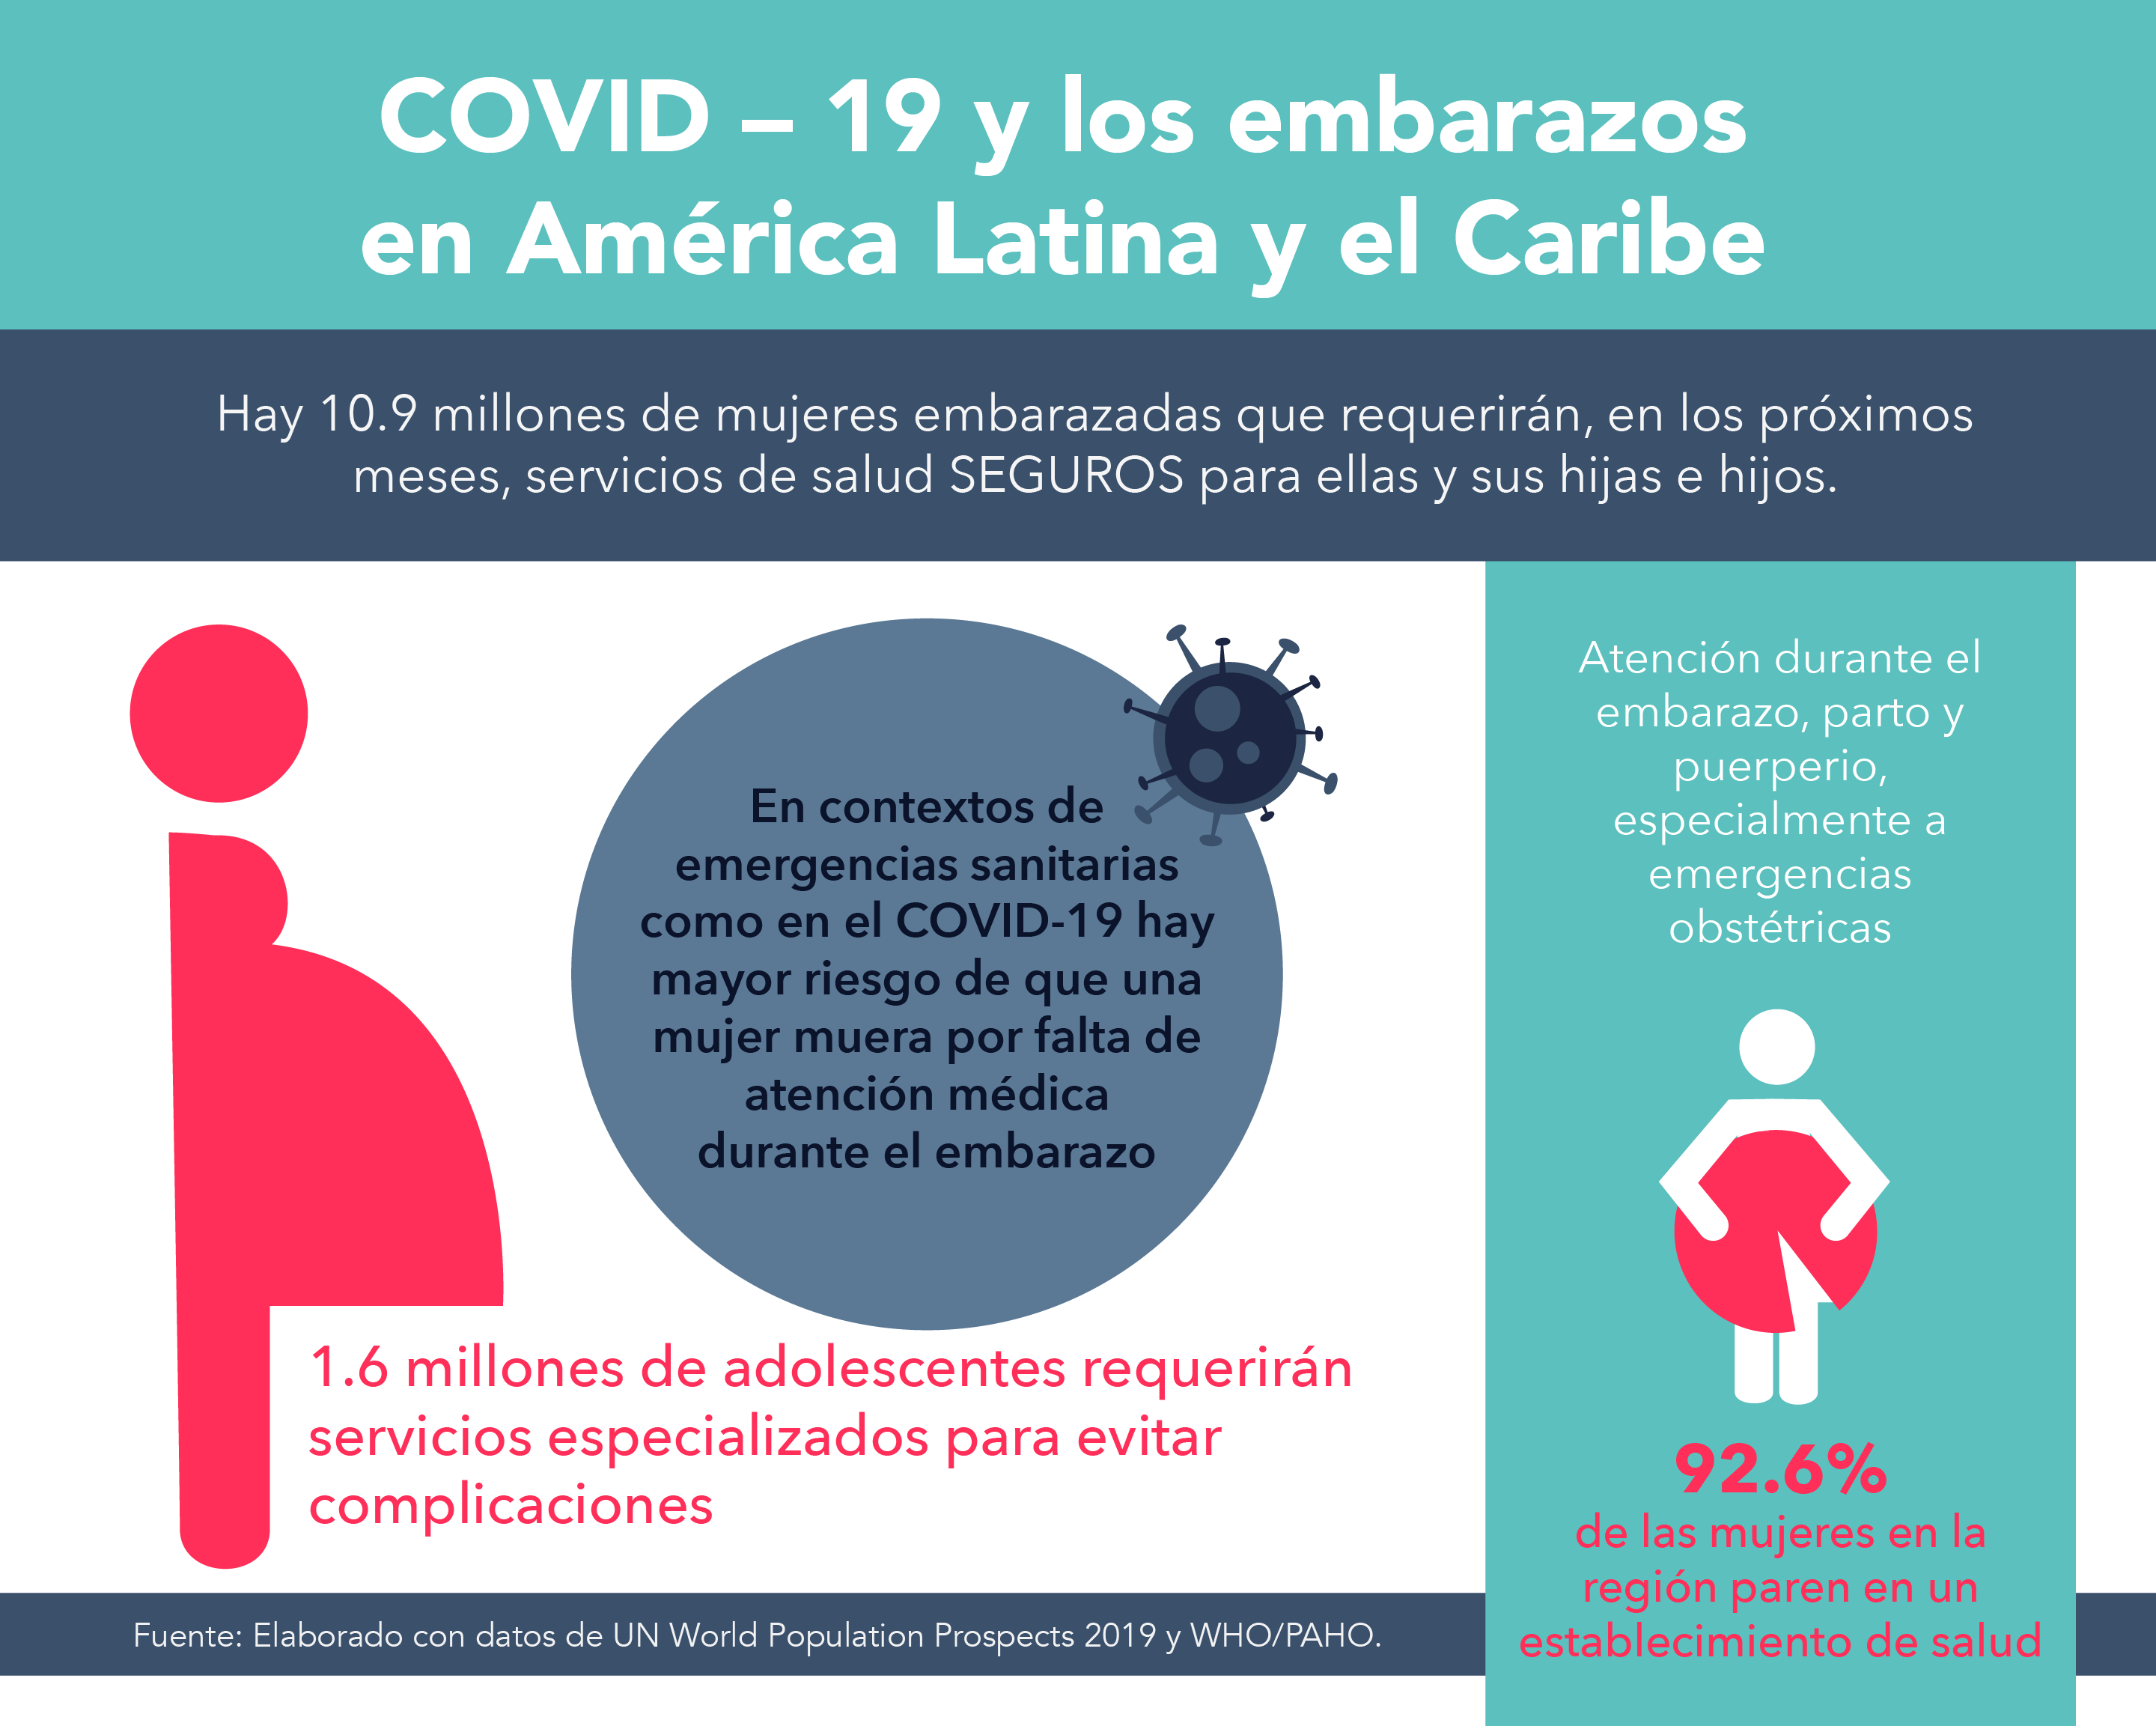 COVID – 19 y los embarazos
en América Latina y el Caribe
Hay 10.9 millones de mujeres embarazadas que requerirán, en los próximos
meses, servicios de salud SEGUROS para ellas y sus hijas e hijos.
En contextos de
emergencias sanitarias
como en el COVID-19 hay
mayor riesgo de que una
mujer muera por falta de
atención médica
durante el embarazo
1.6 millones de adolescentes requerirán
servicios especializados para evitar
complicaciones
Atención durante el
embarazo, parto y
puerperio,
especialmente a
emergencias
obstétricas
92.6%
de las mujeres en la
región paren en un
establecimiento de salud
Fuente: Elaborado con datos de UN World Population Prospects 2019 y WHO/PAHO.